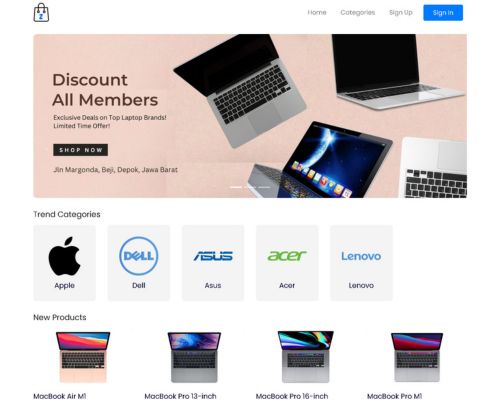 Z
Home
Categories
Sign Up
Sign in
Discount
All Members
Exclusive Deals on Top Laptop Brands!
Limited Time Offer!
SHOP NOW
Jln Margonda, Beji, Depok, Jawa Barat
Trend Categories
DELL
ASUS
acer
Lenovo
Apple
Dell
Asus
Acer
Lenovo
New Products
MacBook Air M1
MacBook Pro 13-inch
MacBook Pro 16-inch
MacBook Pro M1